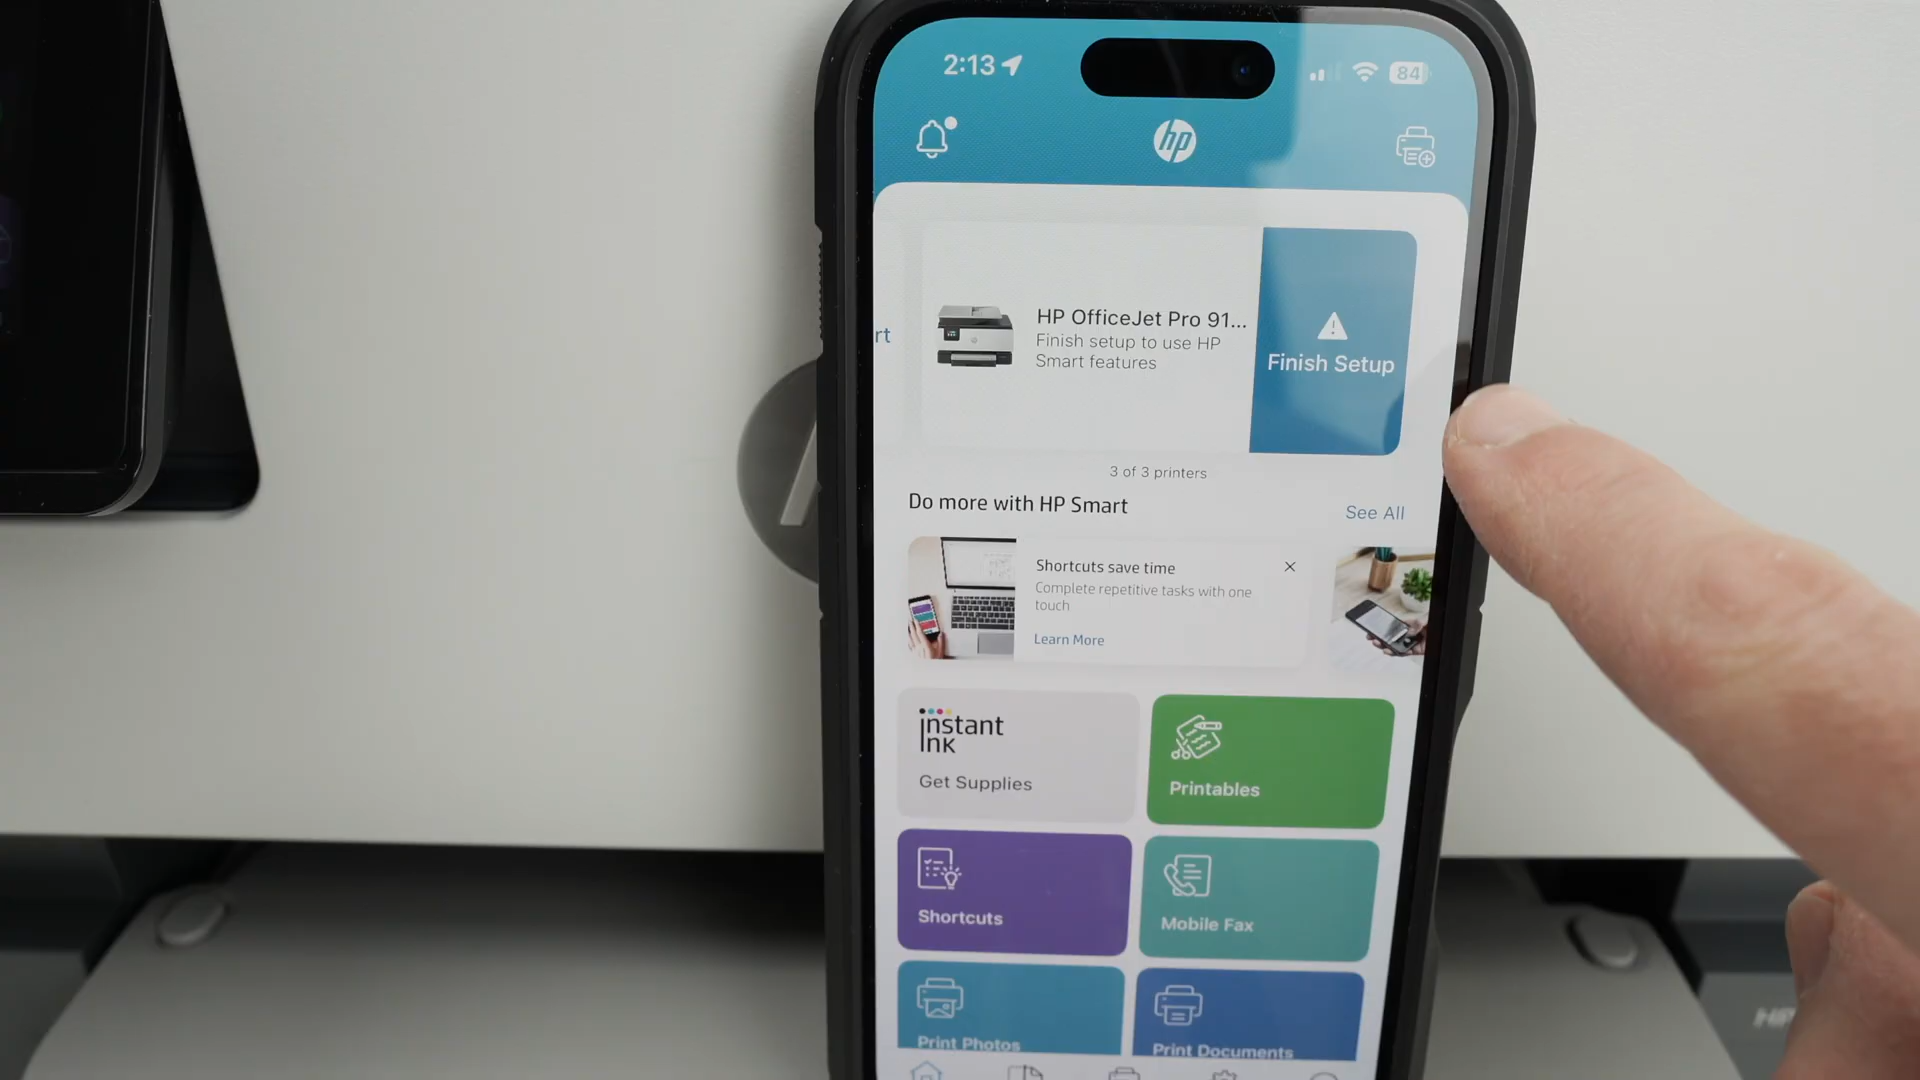 2:13
84
hp
rt
HP OfficeJet Pro 91...
Finish setup to use HP
Smart features
Finish Setup
3 of 3 printers
Do more with HP Smart
See All
Shortcuts save time
Complete repetitive tasks with one
touch
Learn More
instant
ink
Get Supplies
Printables
Shortcuts
Mobile Fax
Print Photos
Print Documents